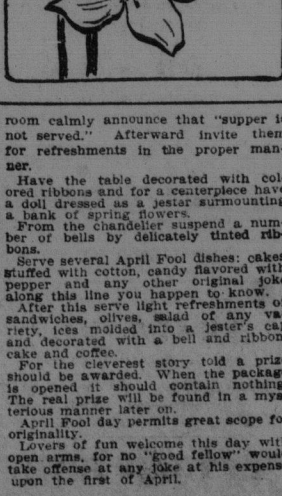 room calmly announce that "supper is
not served." Afterward invite them
for refreshments in the proper man-
ner.
Have the table decorated with col-
ored ribbons and for a centerpiece have
a doll dressed as a jester surmounting
a bank of spring flowers.
From the chandelier suspend a num-
ber of bells by delicately tinted rib-
bons.
Serve several April Fool dishes: cakes
stuffed with cotton, candy flavored with
pepper and any other original joke
along this line you happen to know.
After this serve light refreshments of
sandwiches, olives, salad of any va-
riety, ices molded into a jester's cap
and decorated with a bell and ribbon
cake and coffee.
For the cleverest story told a prize
should be awarded. When the package
is opened it should contain nothing
The real prize will be found in a mys-
terious manner later on.
April Fool day permits great scope for
originality.
Lovers of fun welcome this day with
open arms, for no "good fellow" would
take offense at any joke at his expense
upon the first of April.